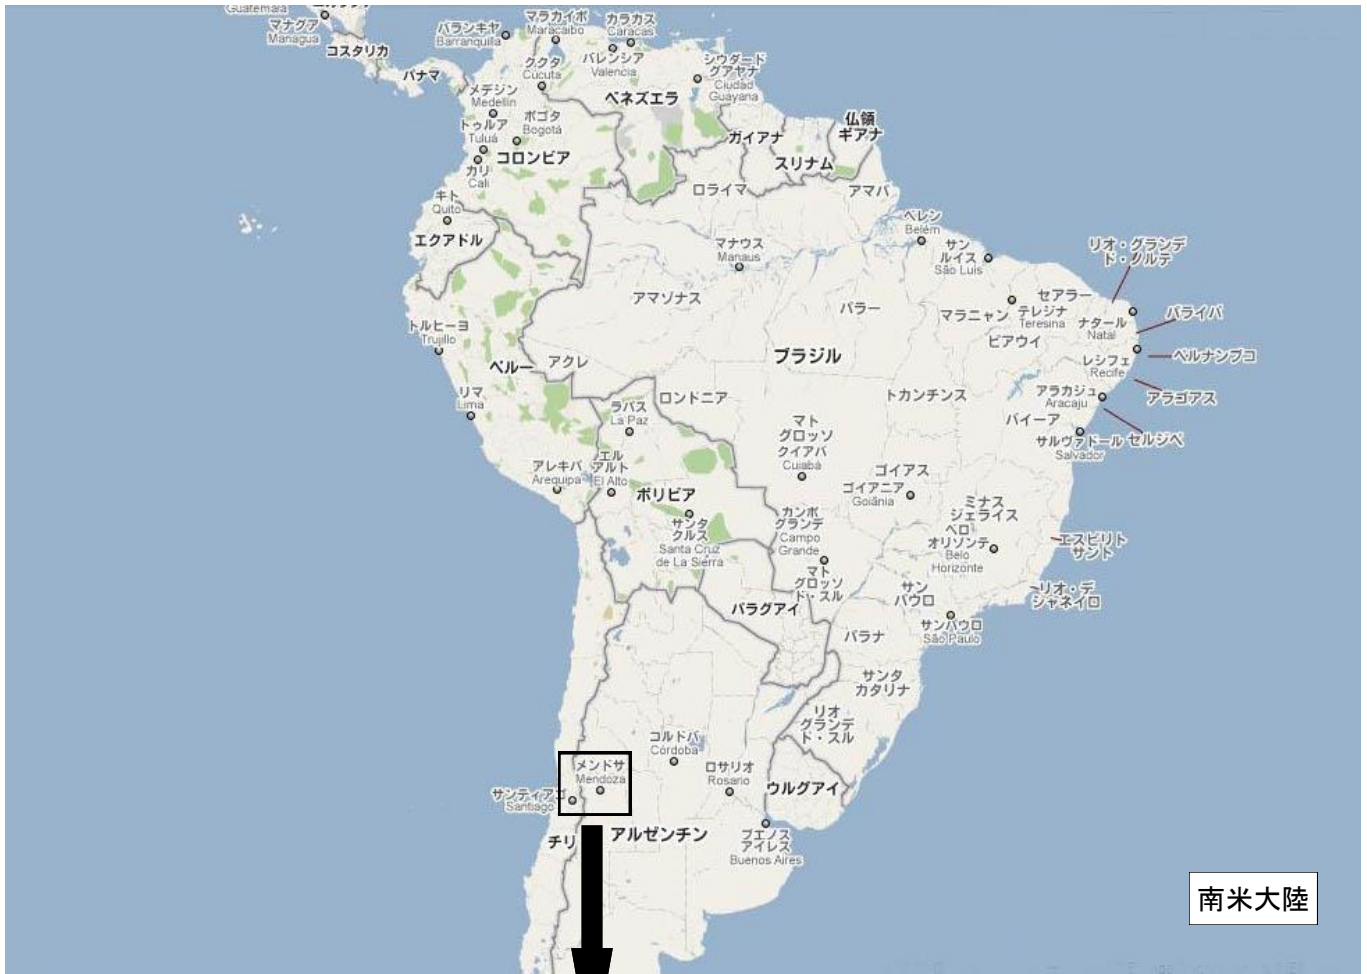 Guatemala
マナグア
Managua
コスタリカ
パナマ
バランキヤ
Barranquilla
マラカイボ
Maracaibo
カラカス
Caracas
ククタ
Cúcuta
バレンシア
Valencia
シウダード
グアヤナ
Ciudad
Guayana
ベネズエラ
メデジン
Medellín
ボゴタ
Bogotá
トゥルア
Tuluá
コロンビア
カリ
Cali
ガイアナ
スリナム
仏領
ギアナ
キト
Quito
エクアドル
ロライマ
アマパ
マナウス
Manaus
ベレン
Belém
サン
ルイス
São Luís
リオ・グランデ
ド・ノルテ
アマゾナス
パラー
マラニャン
セアラー
テレジナ
Teresina
ナタール
Natal
パライバ
ピアウイ
トルヒーヨ
Trujillo
ペルー
アクレ
ブラジル
レシフェ
Recife
ペルナンブコ
リマ
Lima
ラパス
La Paz
ロンドニア
トカンチンス
アラカジュ
Aracaju
アラゴアス
マト
グロッソ
クイアバ
Cuiabá
バイーア
サルヴァドール
Salvador
セルジペ
アレキパ
Arequipa
エル
アルト
El Alto
ボリビア
ゴイアス
ゴイアニア
Goiânia
サンタ
クルス
Santa Cruz
de La Sierra
カンポ
グランデ
Campo
Grande
ミナス
ジェライス
ベロ
オリゾンテ
Belo
Horizonte
エスピリト
サント
マト
グロッソ
ド・スル
サン
パウロ
リオ・デ
ジャネイロ
パラグアイ
サンパウロ
São Paulo
パラナ
サンタ
カタリナ
リオ
グランデ
ド・スル
コルドバ
Córdoba
メンドサ
Mendoza
ロサリオ
Rosario
ウルグアイ
サンティアゴ
Santiago
チリ
アルゼンチン
ブエノス
アイレス
Buenos Aires
南米大陸